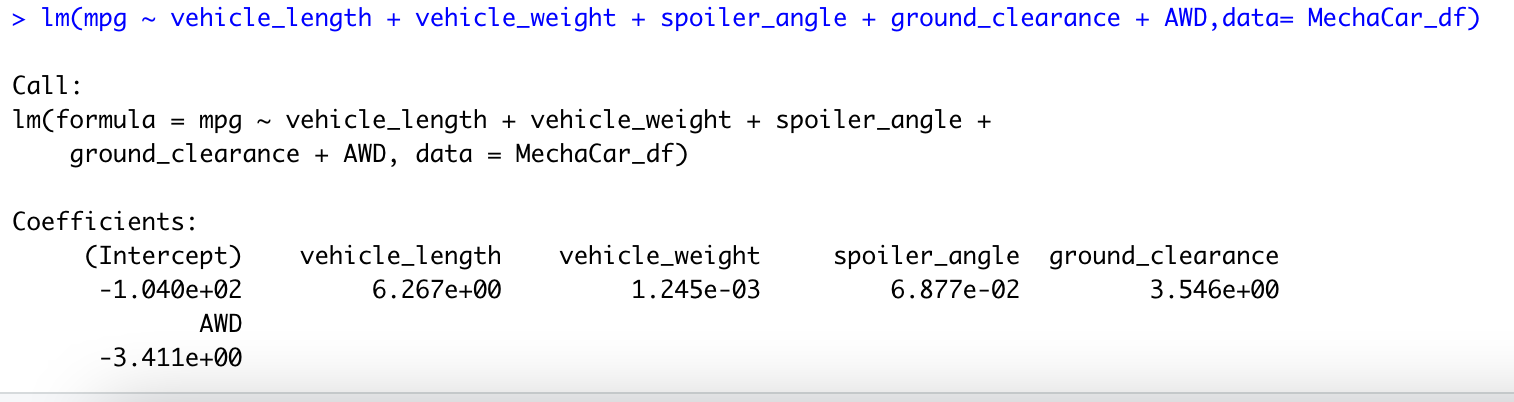 > lm(mpg ~ vehicle_length + vehicle_weight + spoiler_angle + ground_clearance + AWD,data= MechaCar_df)
Call:
lm(formula = mpg ~ vehicle_length + vehicle_weight + spoiler_angle +
    ground_clearance + AWD, data = MechaCar_df)
Coefficients:
     (Intercept)    vehicle_length    vehicle_weight     spoiler_angle  ground_clearance
      -1.040e+02         6.267e+00         1.245e-03         6.877e-02         3.546e+00
             AWD
      -3.411e+00